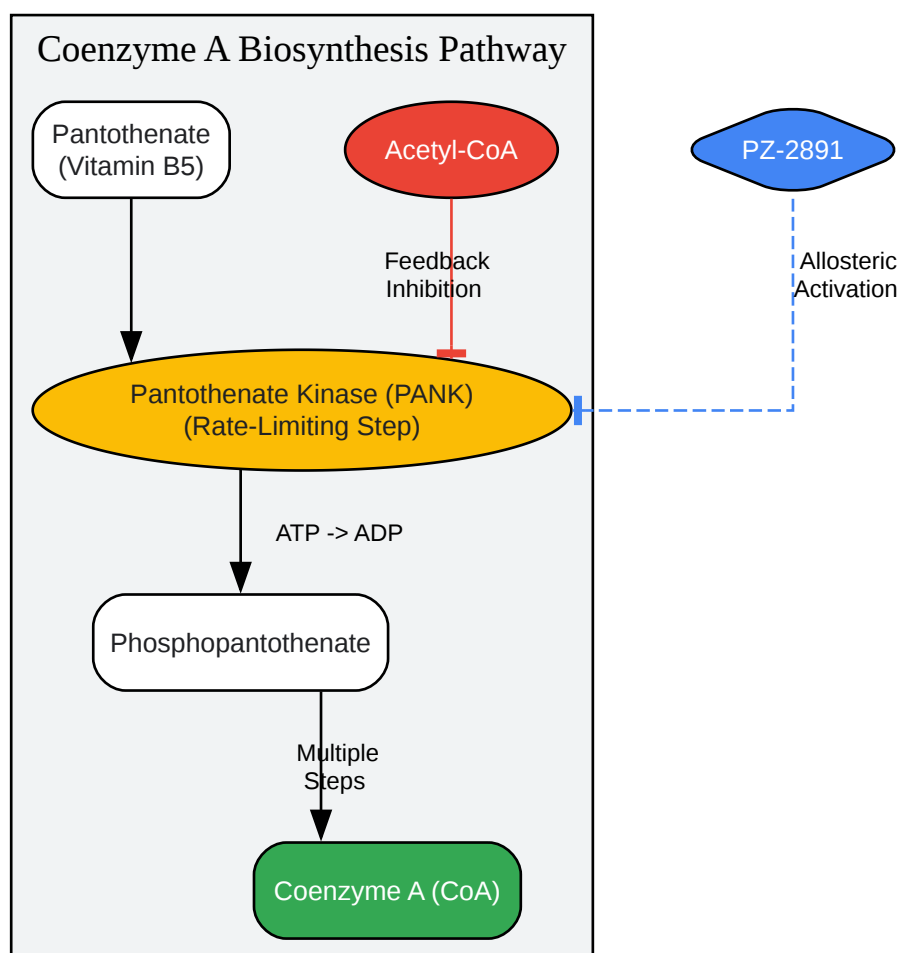 Coenzyme A Biosynthesis Pathway
Pantothenate
(Vitamin B5)
Acetyl-CoA
PZ-2891
Feedback
Inhibition
Allosteric
Activation
Pantothenate Kinase (PANK)
(Rate-Limiting Step)
ATP -> ADP
Phosphopantothenate
Multiple
Steps
Coenzyme A (CoA)